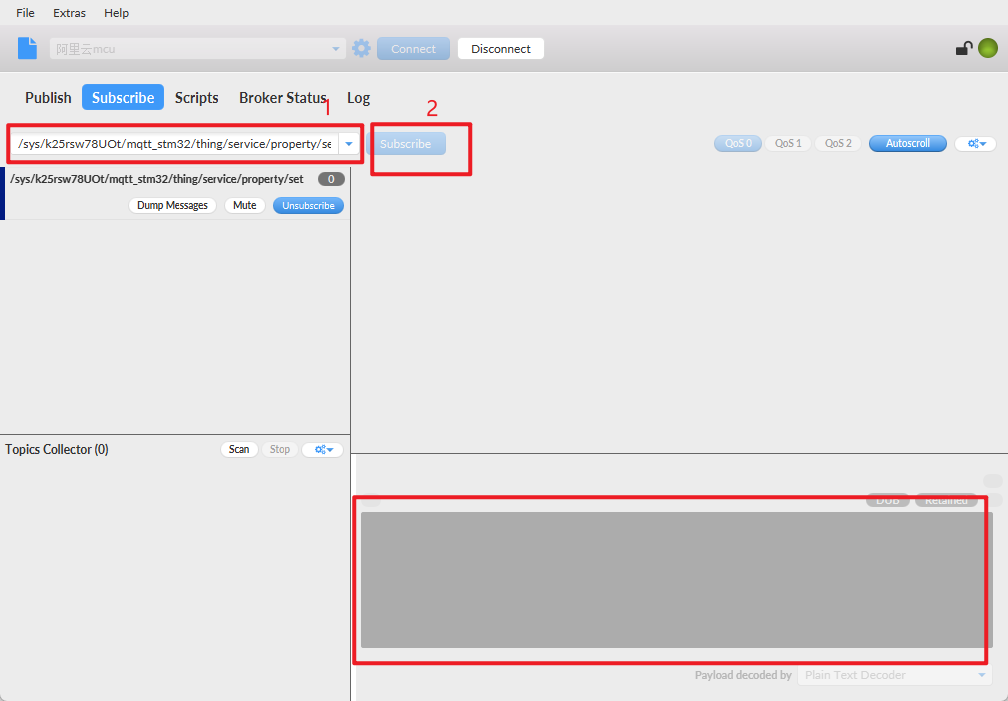 File Extras Help
阿里云mcu Connect Disconnect
Publish Subscribe Scripts Broker Status Log
1 2
/sys/k25rsw78UOt/mqtt_stm32/thing/service/property/se Subscribe QoS 0 QoS 1 QoS 2 Autoscroll
/sys/k25rsw78UOt/mqtt_stm32/thing/service/property/set 0
Dump Messages Mute Unsubscribe
Topics Collector (0) Scan Stop
Retained
Payload decoded by Plain Text Decoder